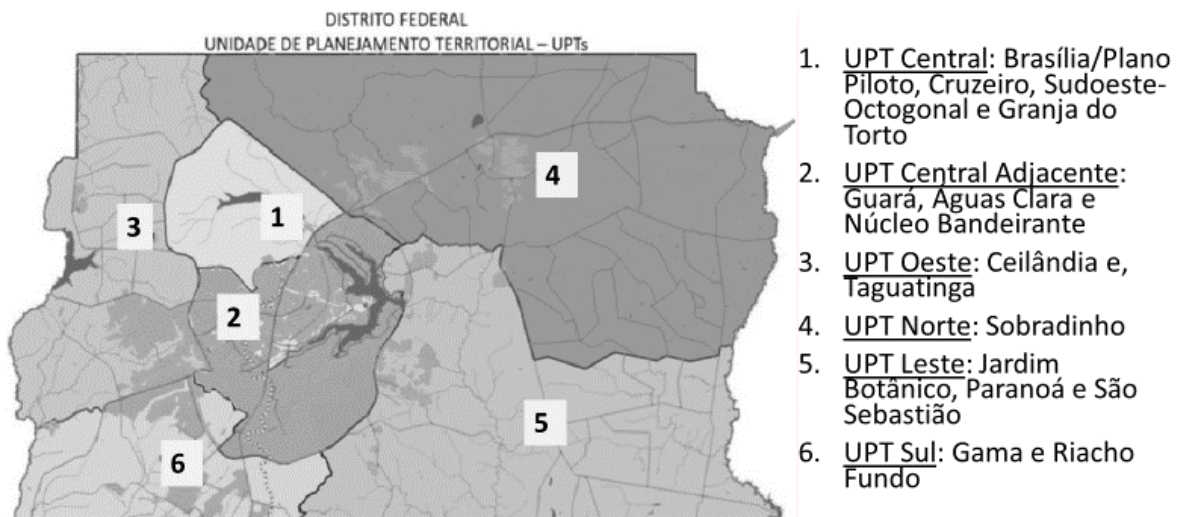 DISTRITO FEDERAL
UNIDADE DE PLANEJAMENTO TERRITORIAL – UPTs
1. UPT Central: Brasília/Plano
Piloto, Cruzeiro, Sudoeste-
Octogonal e Granja do
Torto
2. UPT Central Adjacente:
Guará, Águas Clara e
Núcleo Bandeirante
3. UPT Oeste: Ceilândia e,
Taguatinga
4. UPT Norte: Sobradinho
5. UPT Leste: Jardim
Botânico, Paranoá e São
Sebastião
6. UPT Sul: Gama e Riacho
Fundo
4
1
3
2
5
6